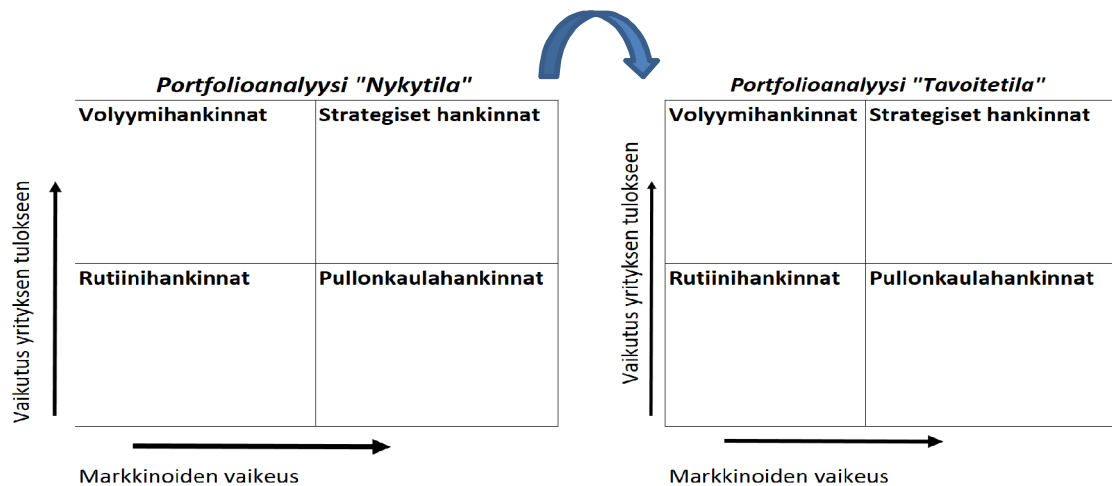 Portfolioanalyysi "Nykytila"
Volyymihankinnat
Strategiset hankinnat
Rutiinihankinnat
Pullonkaulahankinnat
Vaikutus yrityksen tulokseen
Markkinoiden vaikeus
Portfolioanalyysi "Tavoitetila"
Volyymihankinnat
Strategiset hankinnat
Rutiinihankinnat
Pullonkaulahankinnat
Vaikutus yrityksen tulokseen
Markkinoiden vaikeus